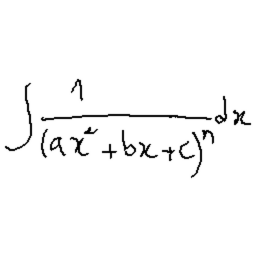 ∫ 1/(ax² + bx + c)ⁿ dx